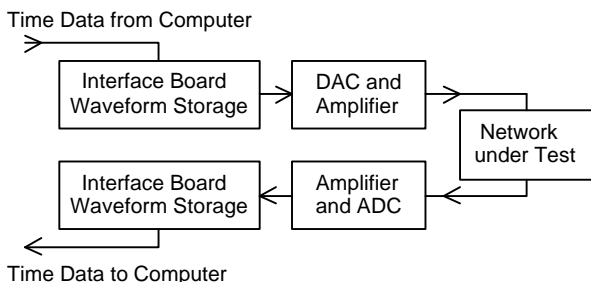 Time Data from Computer
Interface Board
Waveform Storage
DAC and
Amplifier
Network
under Test
Interface Board
Waveform Storage
Amplifier
and ADC
Time Data to Computer